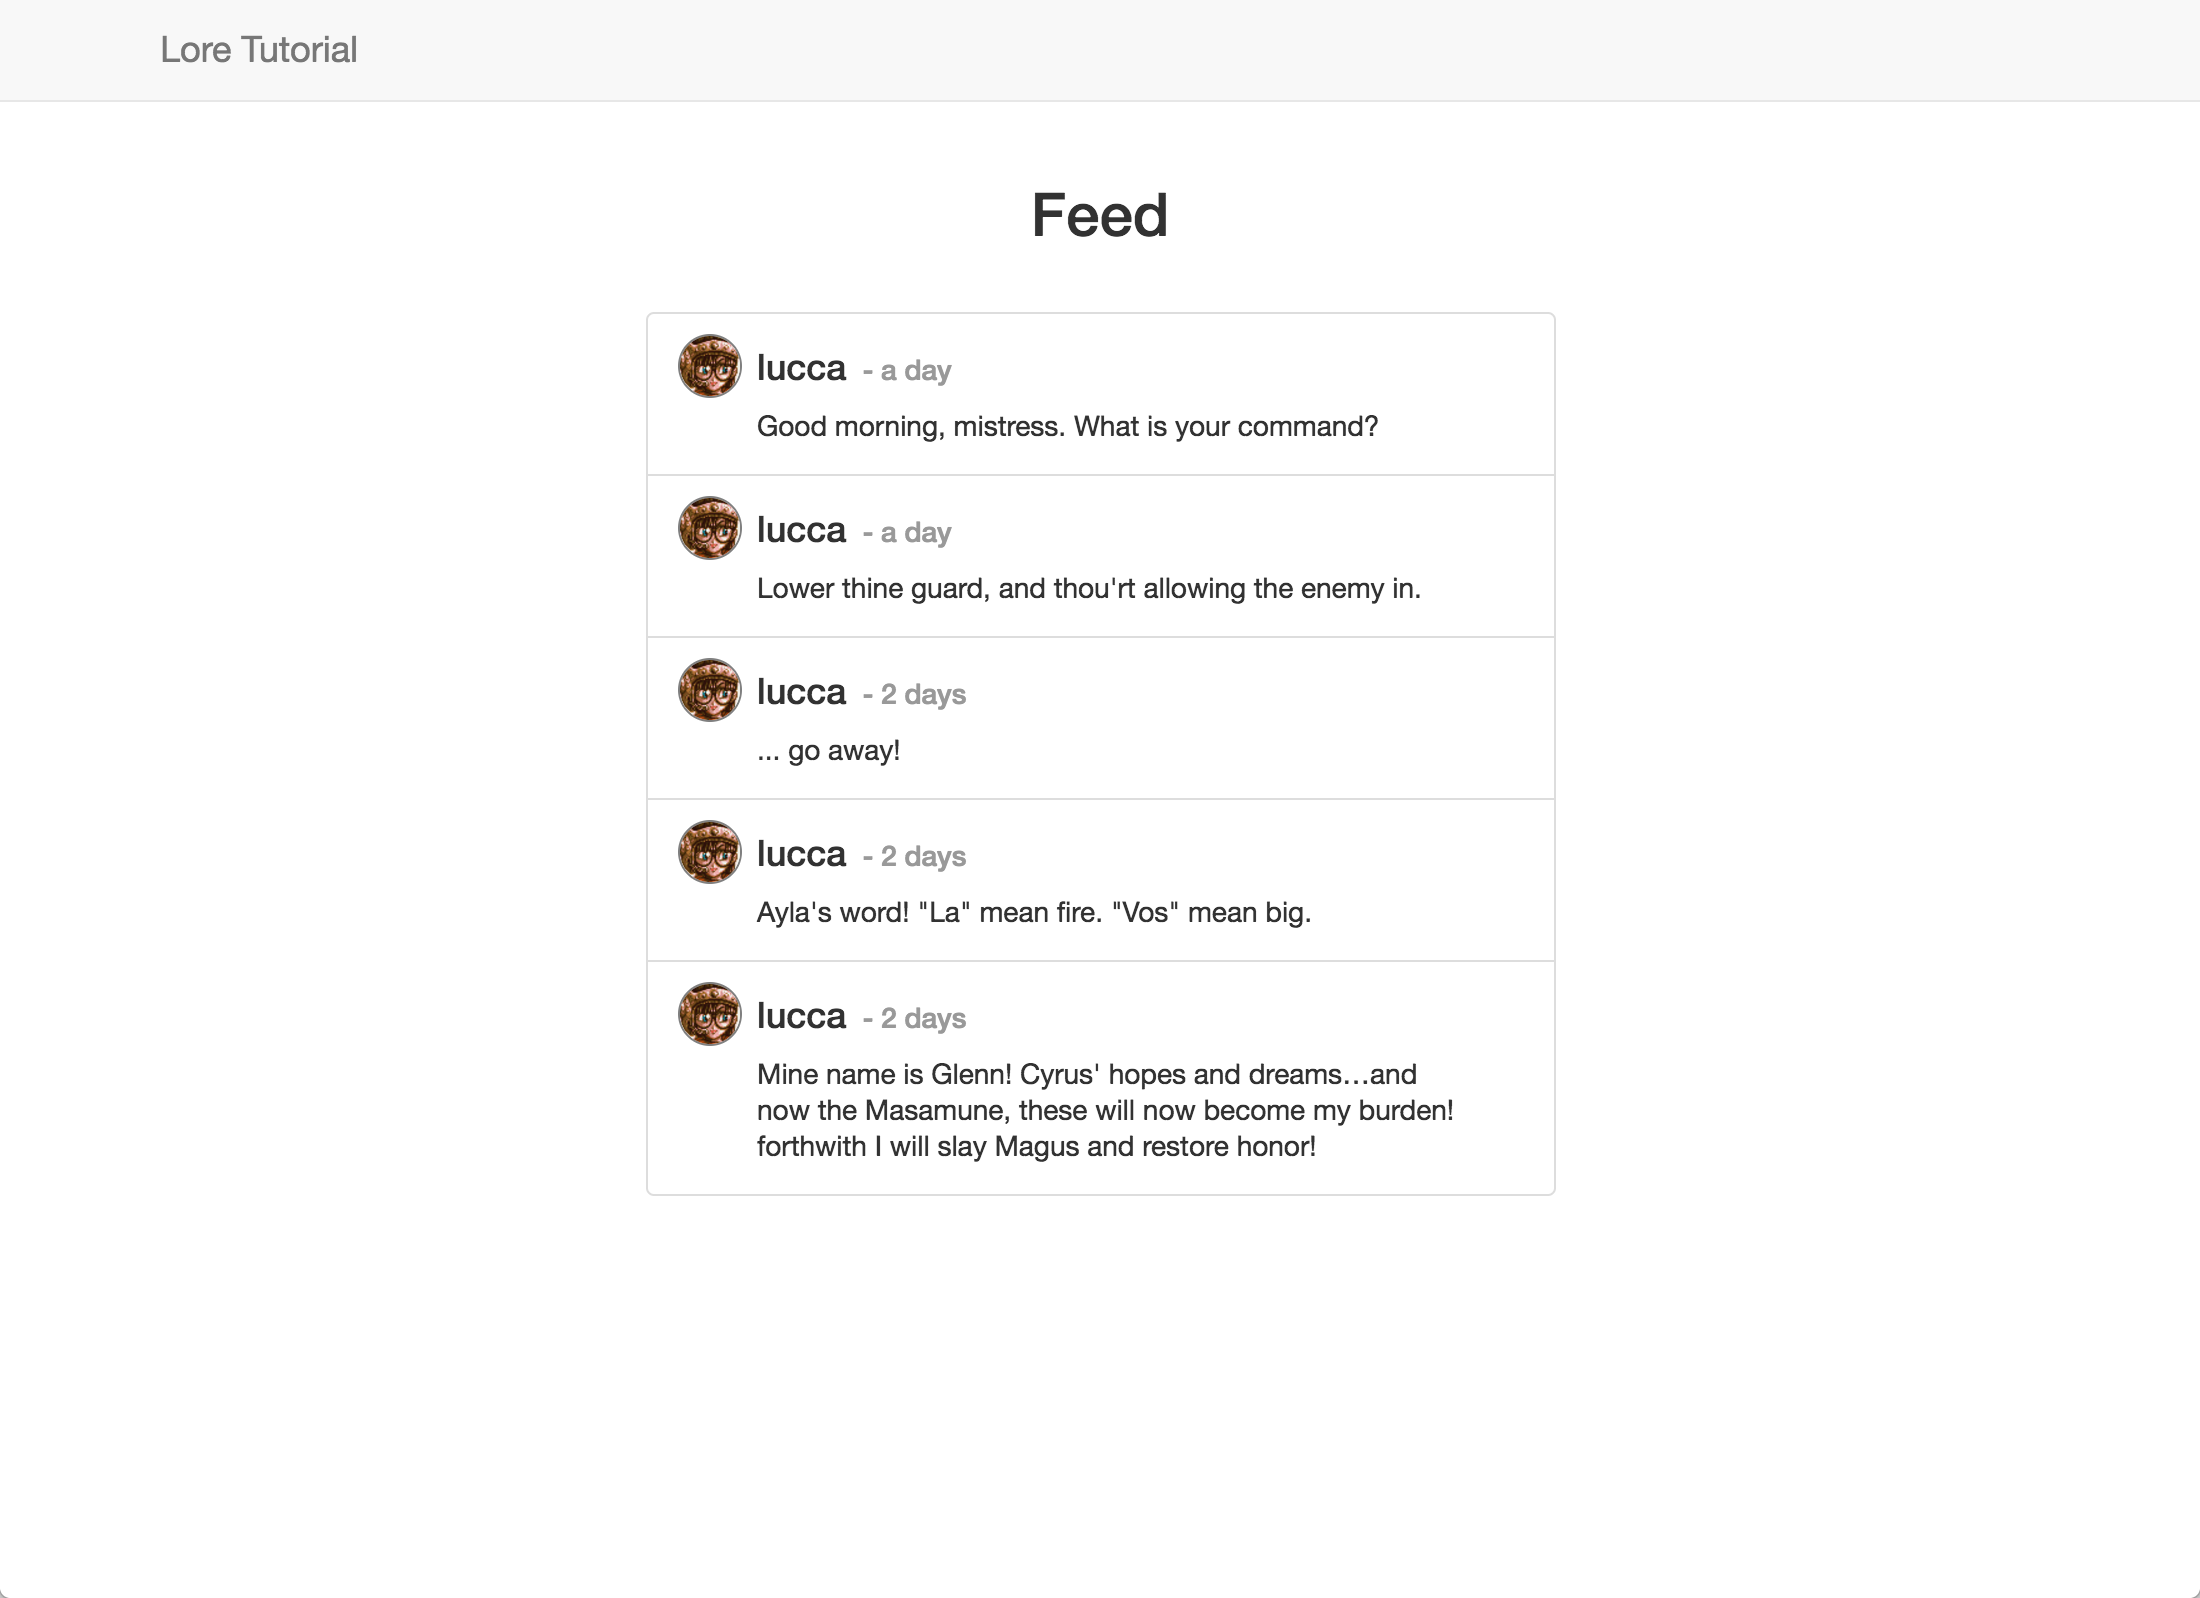 Lore Tutorial
Feed
lucca - a day
Good morning, mistress. What is your command?
lucca - a day
Lower thine guard, and thou'rt allowing the enemy in.
lucca - 2 days
... go away!
lucca - 2 days
Ayla's word! "La" mean fire. "Vos" mean big.
lucca - 2 days
Mine name is Glenn! Cyrus' hopes and dreams…and
now the Masamune, these will now become my burden!
forthwith I will slay Magus and restore honor!